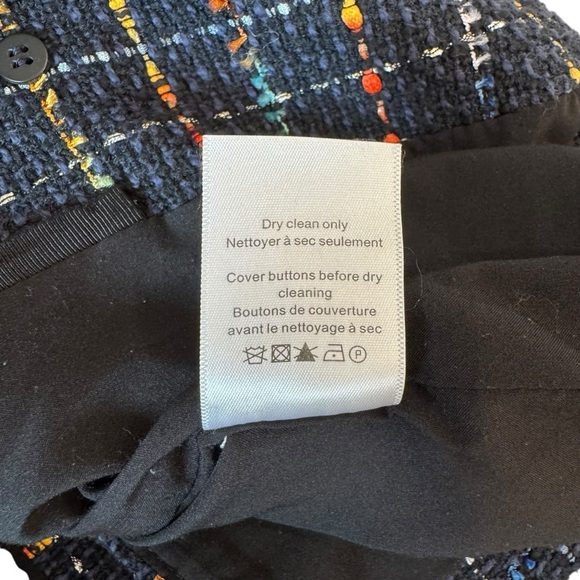 Dry clean only
Nettoyer à sec seulement
Cover buttons before dry
cleaning
Boutons de couverture
avant le nettoyage à sec
P